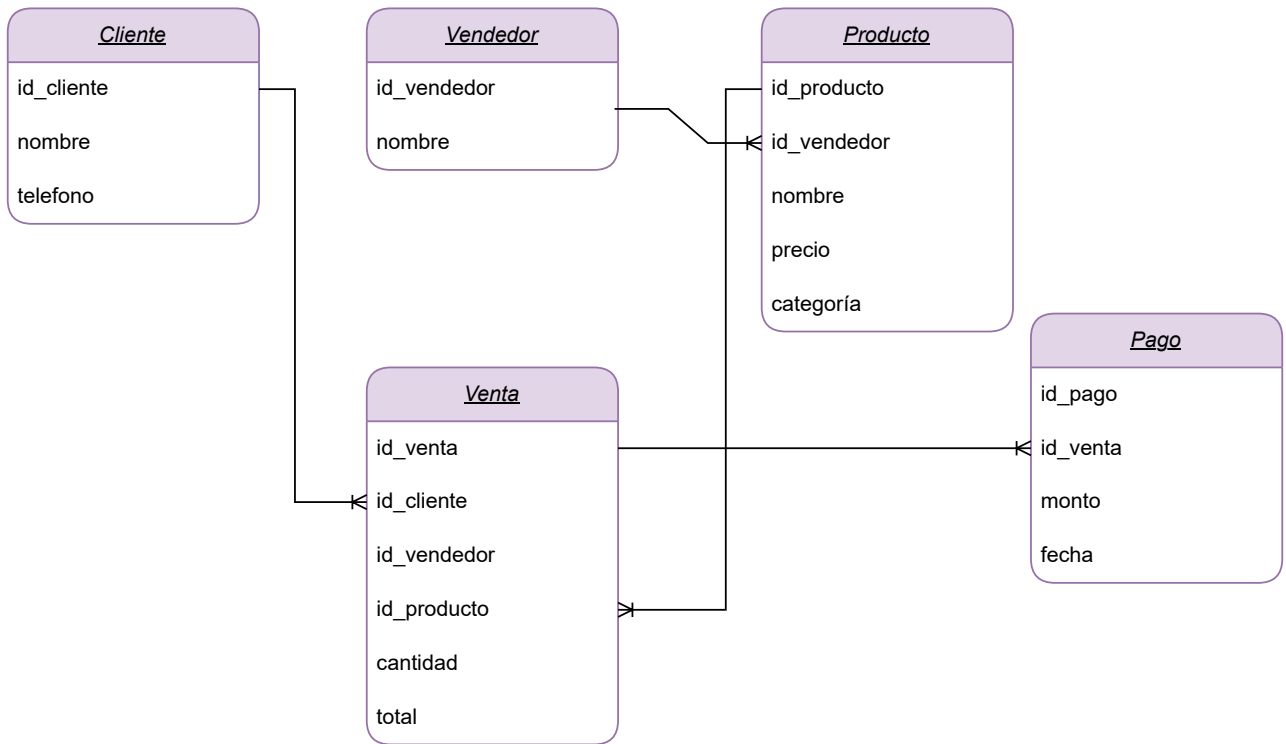 Cliente
id_cliente
nombre
telefono
Vendedor
id_vendedor
nombre
Producto
id_producto
id_vendedor
nombre
precio
categoría
Venta
id_venta
id_cliente
id_vendedor
id_producto
cantidad
total
Pago
id_pago
id_venta
monto
fecha